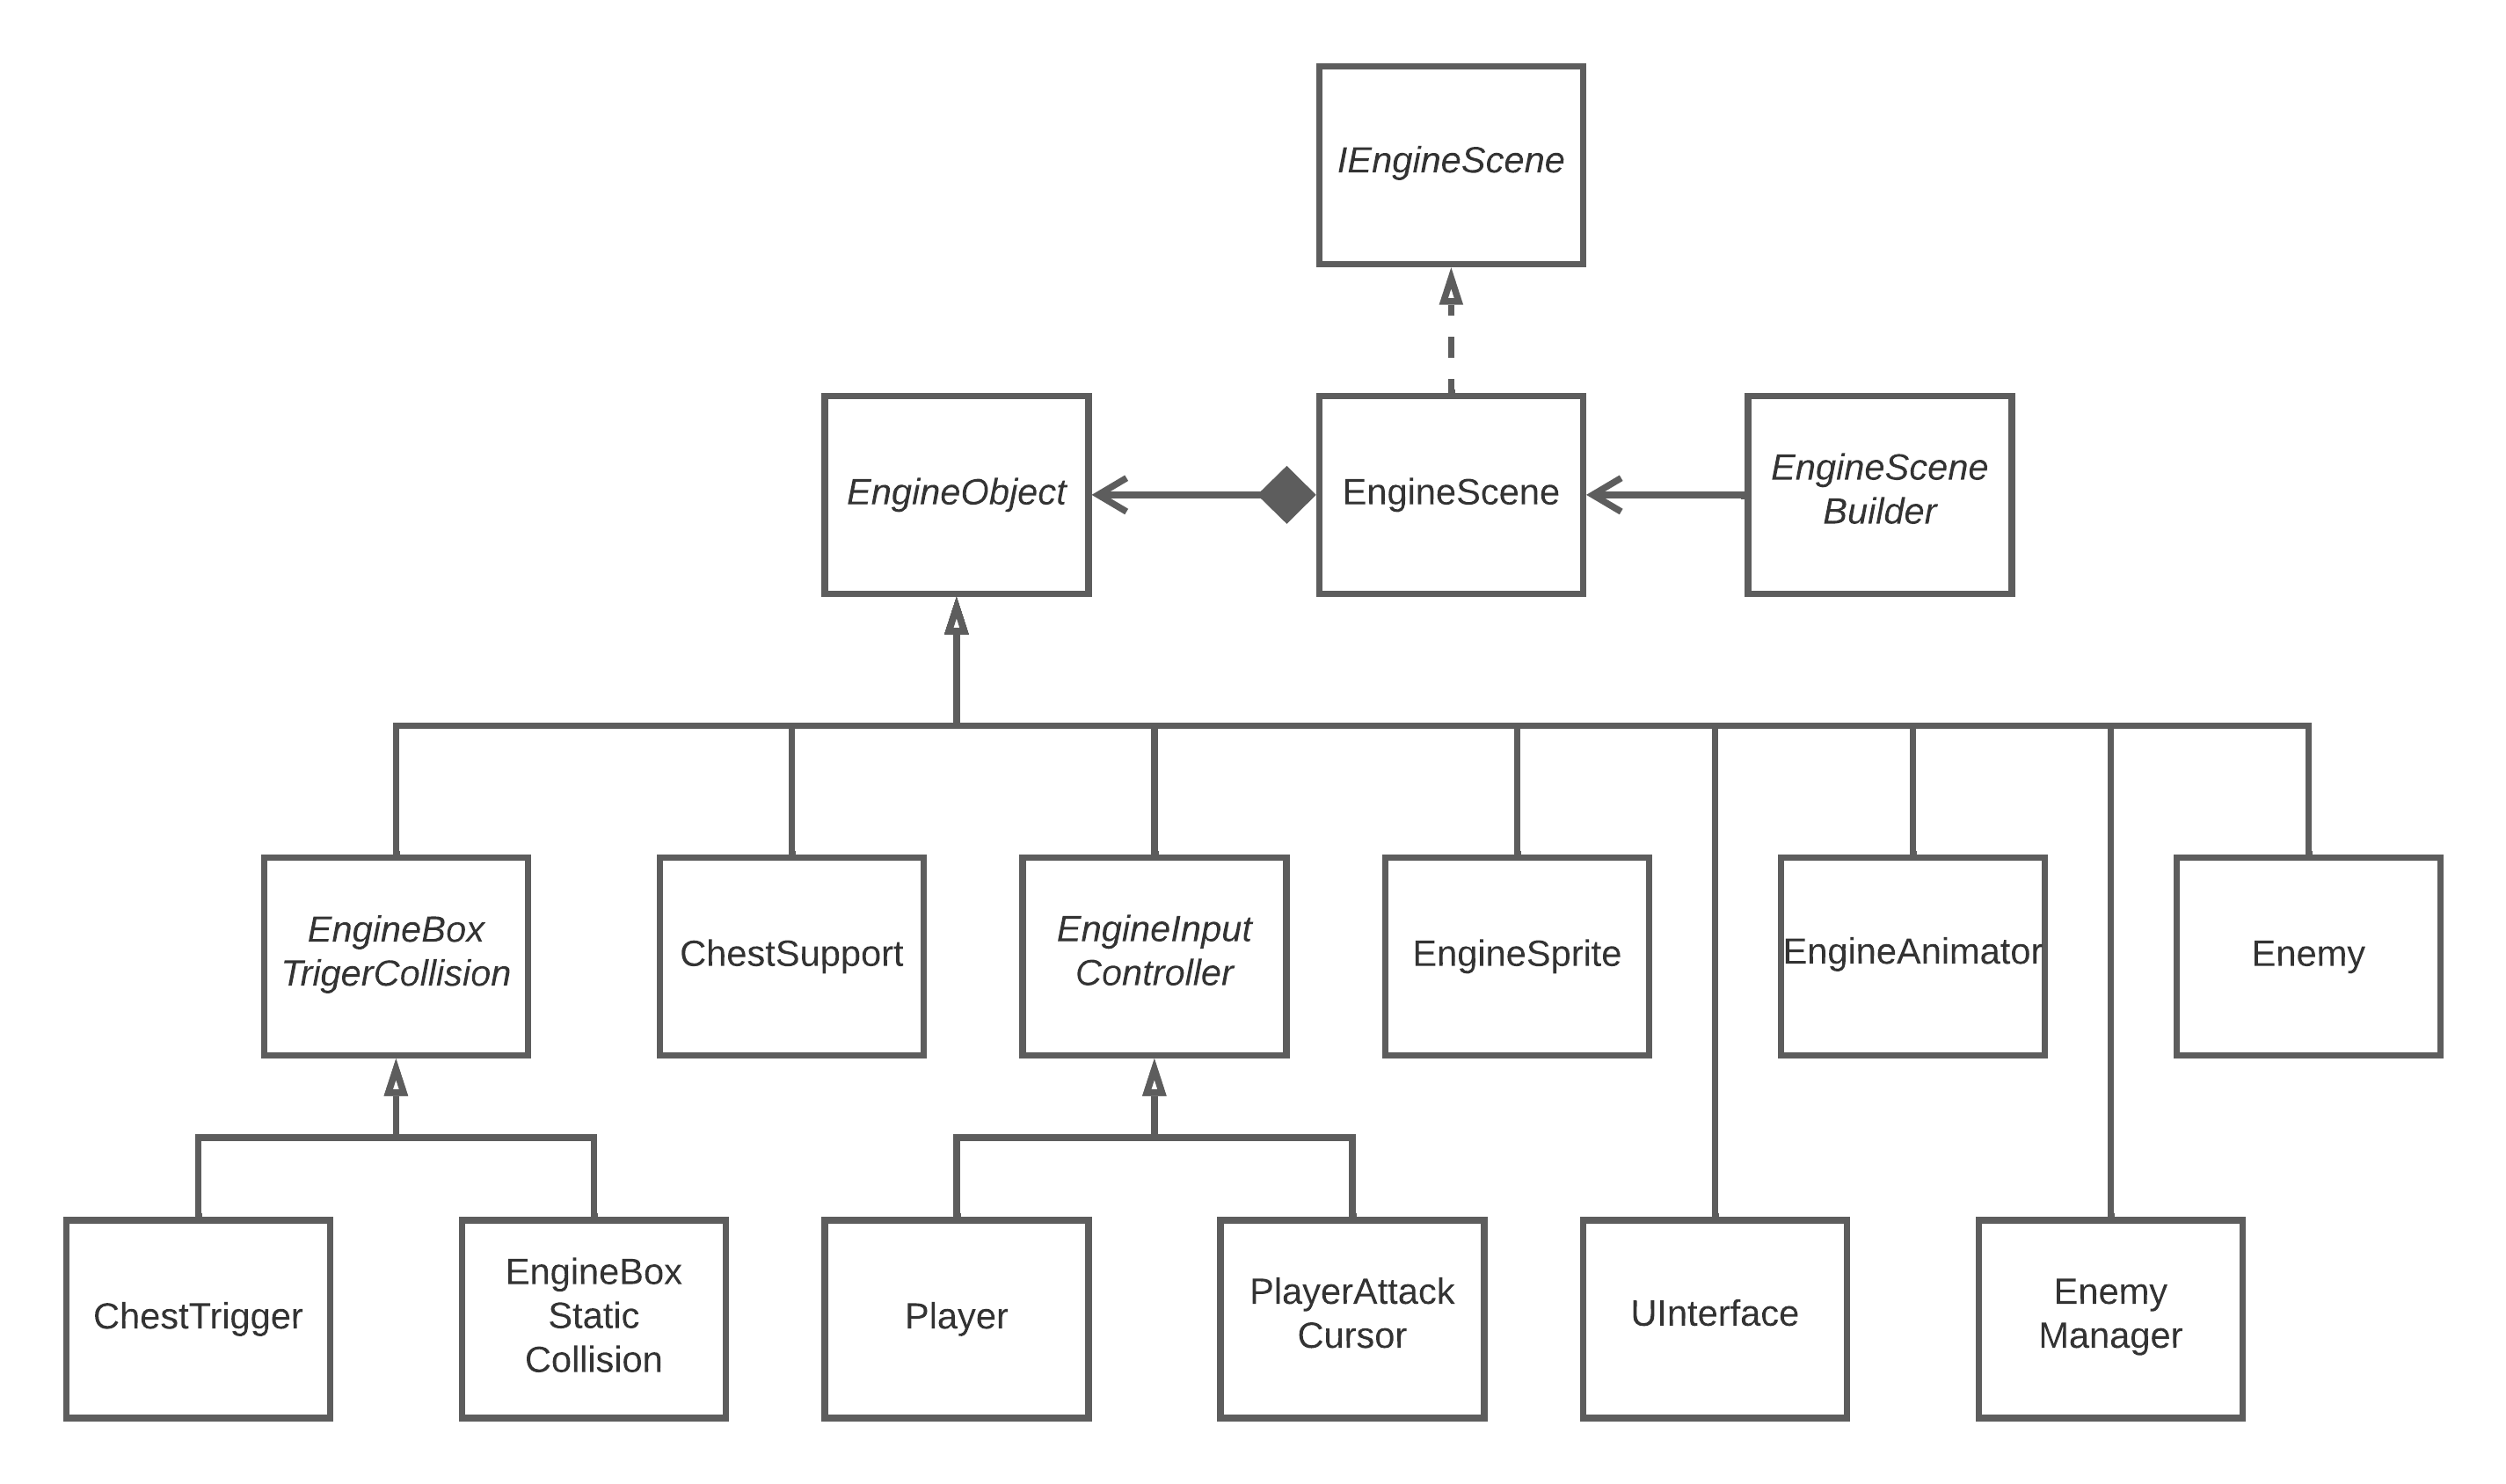 IEngineScene
EngineObject
EngineScene
EngineScene
Builder
EngineBox
TrigerCollision
ChestSupport
EngineInput
Controller
EngineSprite
EngineAnimator
Enemy
ChestTrigger
EngineBox
Static
Collision
Player
PlayerAttack
Cursor
UInterface
Enemy
Manager